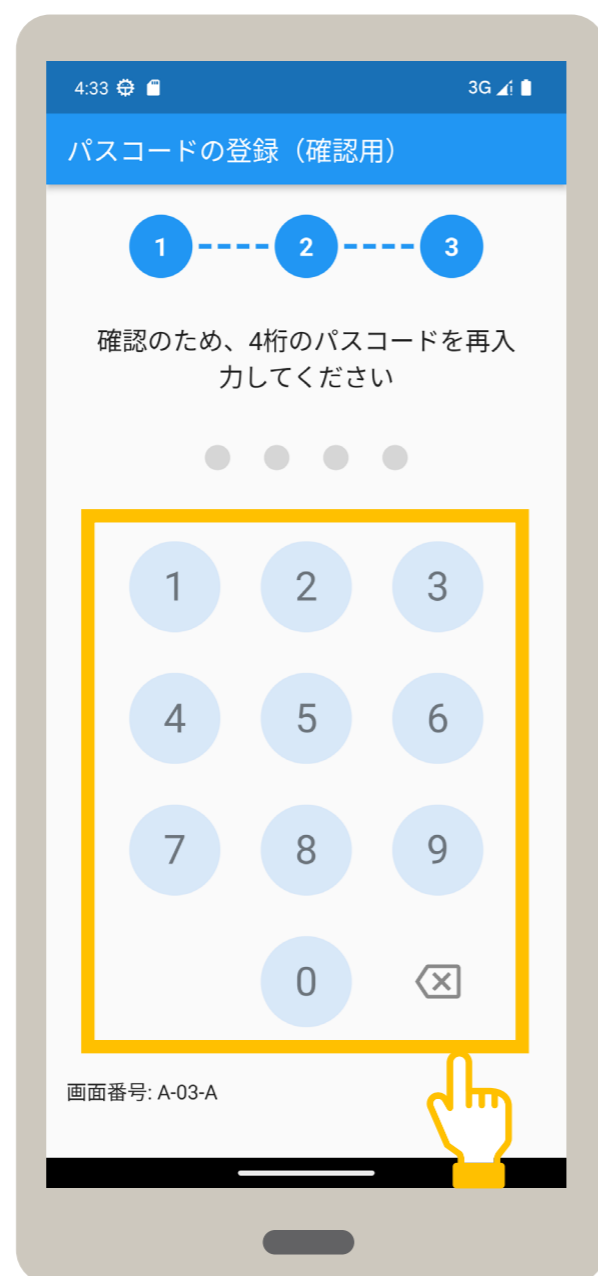 4:33
3G
パスコードの登録（確認用）
1 2 3
確認のため、4桁のパスコードを再入
力してください
1 2 3
4 5 6
7 8 9
0
画面番号: A-03-A